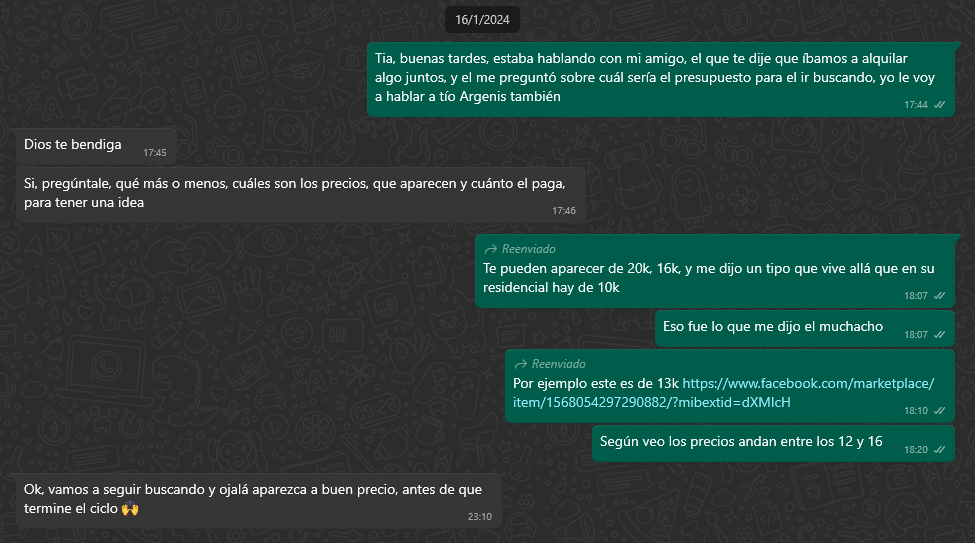 16/1/2024
Tia, buenas tardes, estaba hablando con mi amigo, el que te dije que íbamos a alquilar
algo juntos, y el me preguntó sobre cuál sería el presupuesto para el ir buscando, yo le voy
a hablar a tío Argenis también
17:44
Dios te bendiga
17:45
Si, pregúntale, qué más o menos, cuáles son los precios, que aparecen y cuánto el paga,
para tener una idea
17:46
Reenviado
Te pueden aparecer de 20k, 16k, y me dijo un tipo que vive allá que en su
residencial hay de 10k
18:07
Eso fue lo que me dijo el muchacho
18:07
Reenviado
Por ejemplo este es de 13k https://www.facebook.com/marketplace/
item/1568054297290882/?mibextid=dXMIcH
18:10
Según veo los precios andan entre los 12 y 16
18:20
Ok, vamos a seguir buscando y ojalá aparezca a buen precio, antes de que
termine el ciclo 🙌
23:10